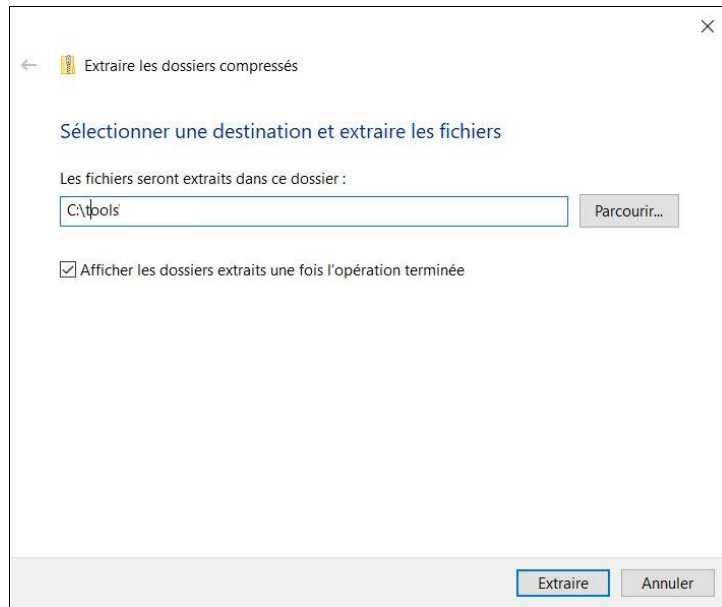 Extraire les dossiers compressés
Sélectionner une destination et extraire les fichiers
Les fichiers seront extraits dans ce dossier :
C:\tools
Parcourir...
Afficher les dossiers extraits une fois l'opération terminée
Extraire
Annuler